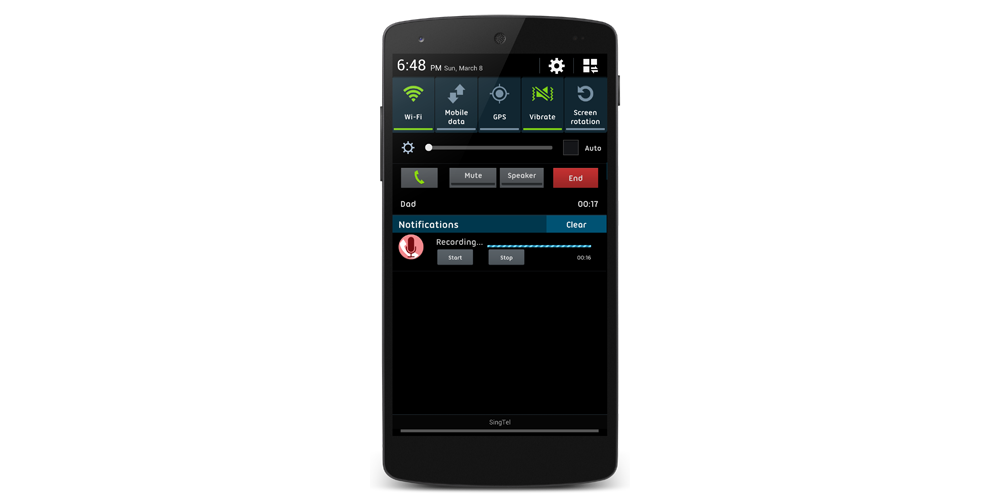 6:48 PM Sun, March 8
Wi-Fi Mobile data GPS Vibrate Screen rotation
Auto
Mute Speaker End
Dad 00:17
Notifications Clear
Recording...
Start Stop 00:16
SingTel